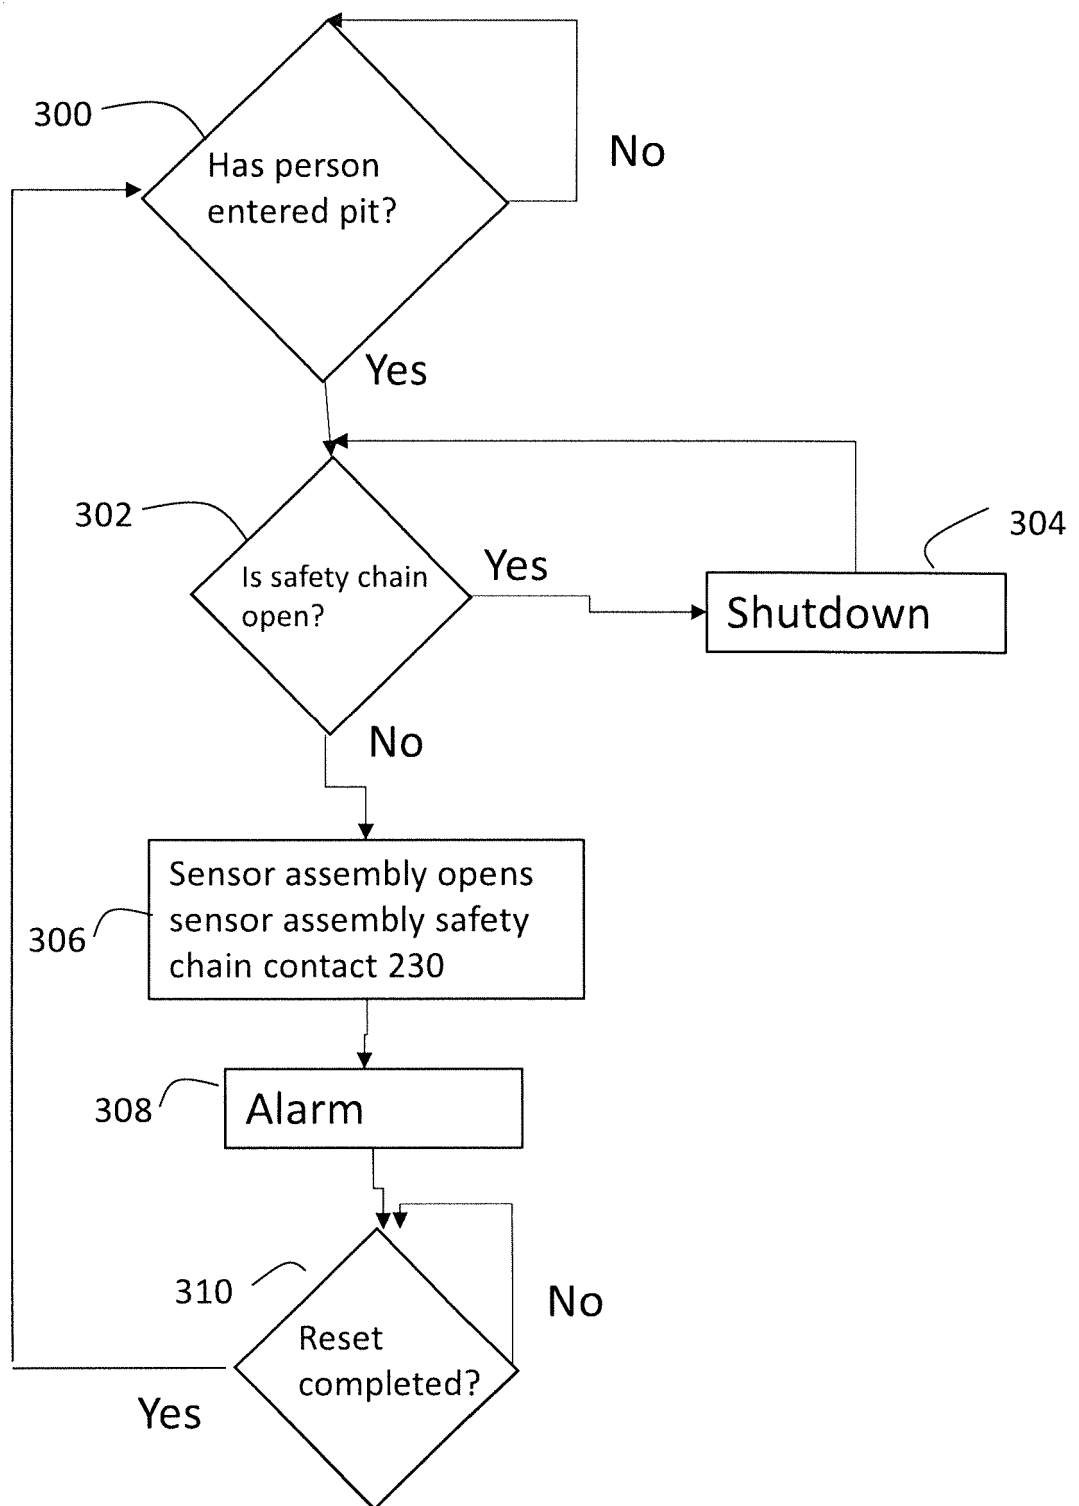 300
Has person
entered pit?
No
Yes
302
Is safety chain
open?
Yes
304
Shutdown
No
306
Sensor assembly opens
sensor assembly safety
chain contact 230
308
Alarm
310
Reset
completed?
No
Yes